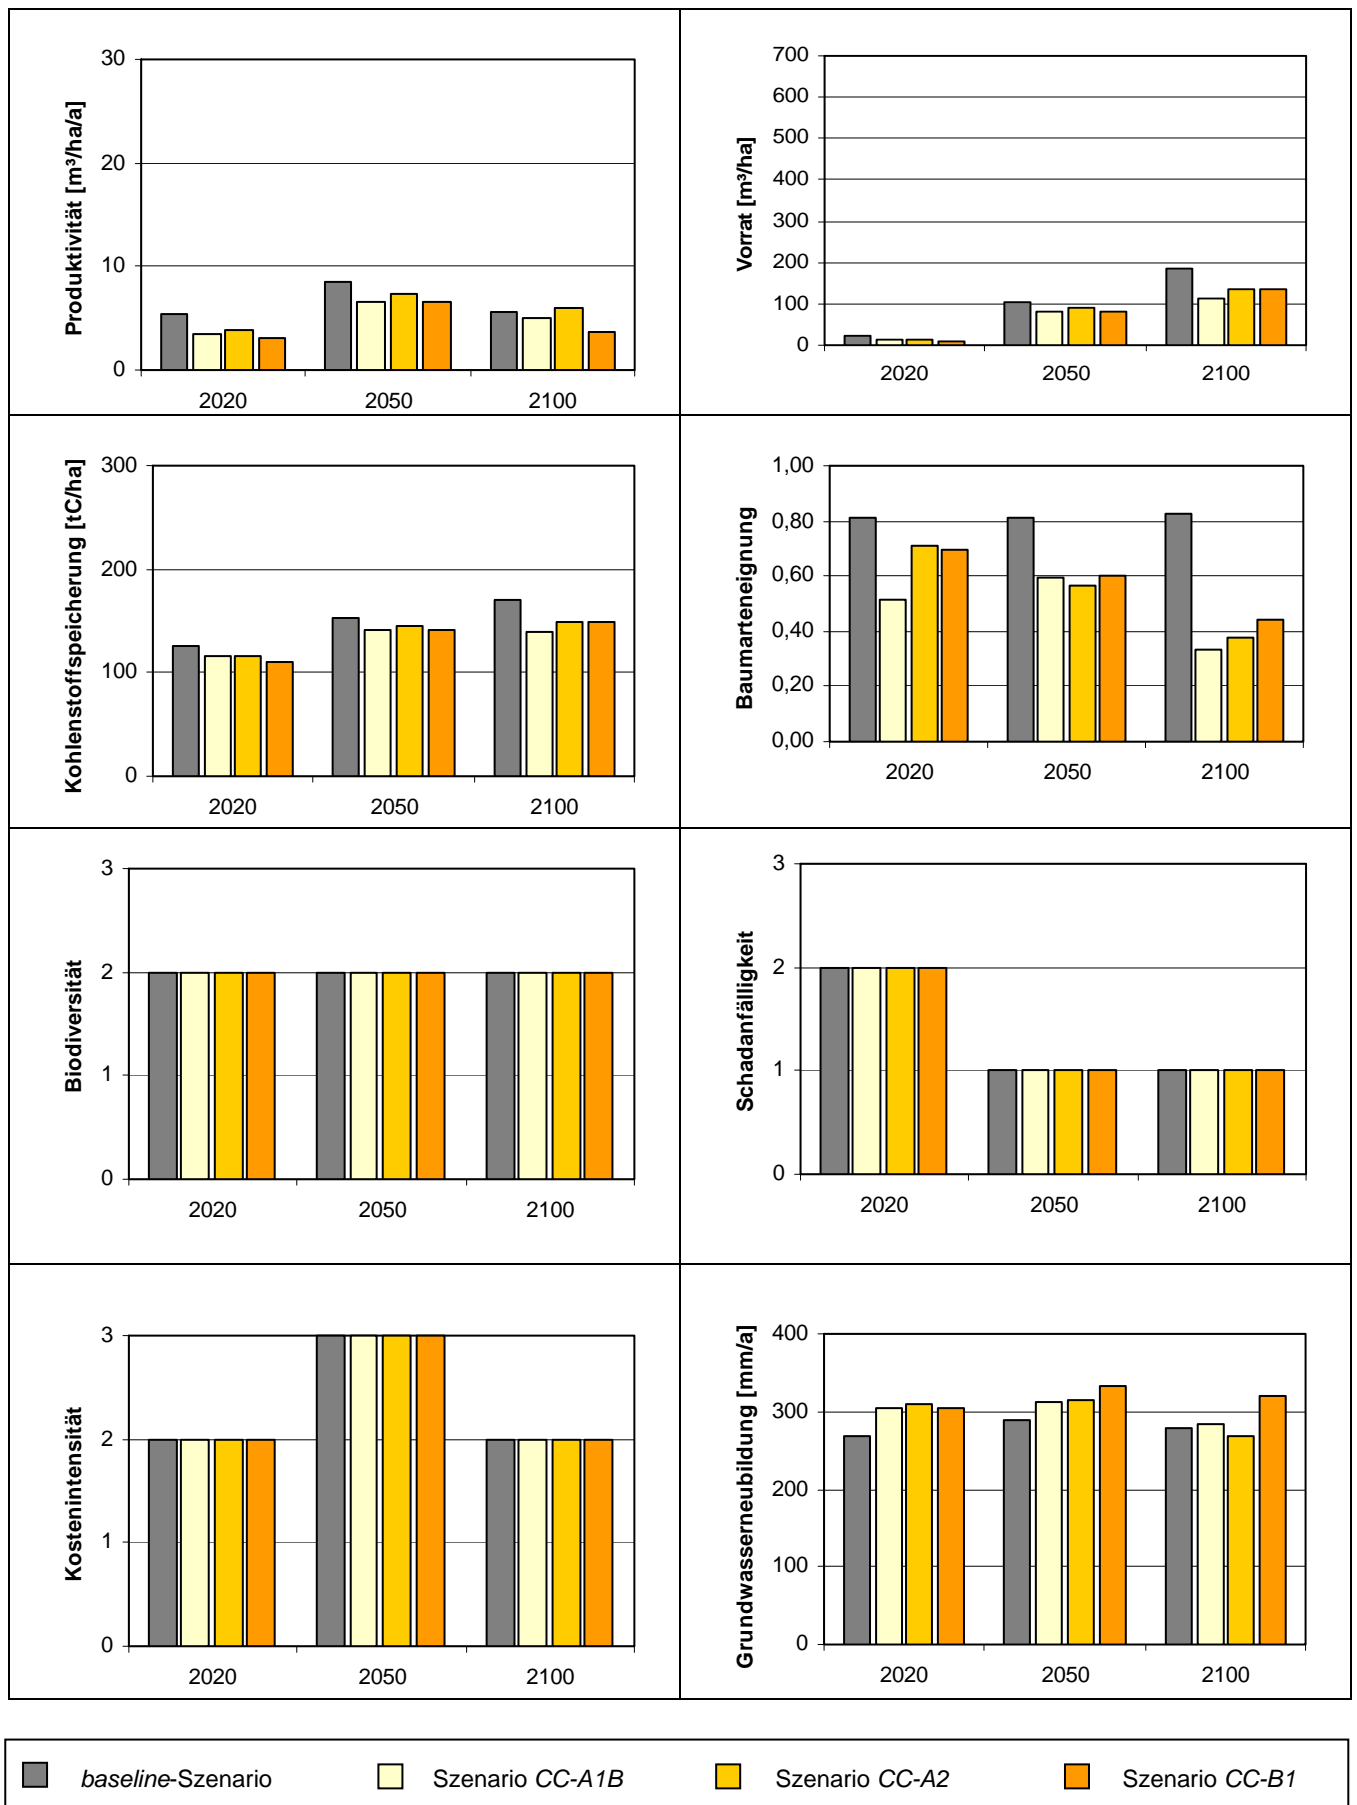 Produktivität [m³/ha/a]
30
20
10
0
2020 2050 2100
Vorrat [m³/ha]
700
600
500
400
300
200
100
0
2020 2050 2100
Kohlenstoffspeicherung [tC/ha]
300
200
100
0
2020 2050 2100
Baumarteneignung
1,00
0,80
0,60
0,40
0,20
0,00
2020 2050 2100
Biodiversität
3
2
1
0
2020 2050 2100
Schadanfälligkeit
3
2
1
0
2020 2050 2100
Kostenintensität
3
2
1
0
2020 2050 2100
Grundwasserneubildung [mm/a]
400
300
200
100
0
2020 2050 2100
baseline-Szenario Szenario CC-A1B Szenario CC-A2 Szenario CC-B1